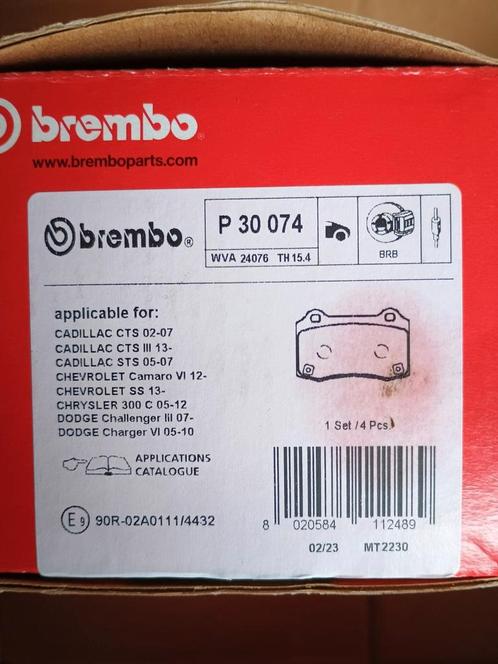 brembo
www.bremboparts.com
brembo®
P 30 074
WVA 24076 TH 15.4
BRB
applicable for:
CADILLAC CTS 02-07
CADILLAC CTS III 13-
CADILLAC STS 05-07
CHEVROLET Camaro VI 12-
CHEVROLET SS 13-
CHRYSLER 300 C 05-12
DODGE Challenger III 07-
DODGE Charger VI 05-10
1 Set / 4 Pcs.
APPLICATIONS
CATALOGUE
E9 90R-02A0111/4432
8 020584 112489
02/23 MT2230